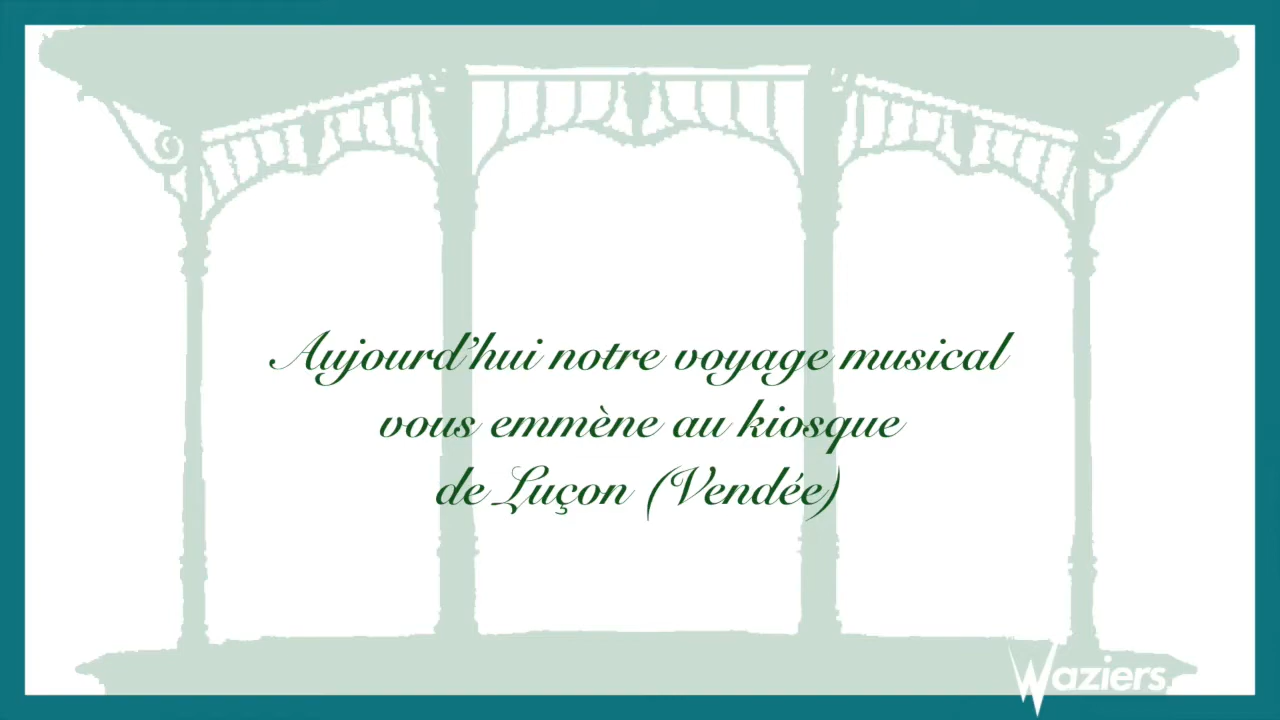 Aujourd'hui notre voyage musical
vous emmène au kiosque
de Luçon (Vendée)
Waziers